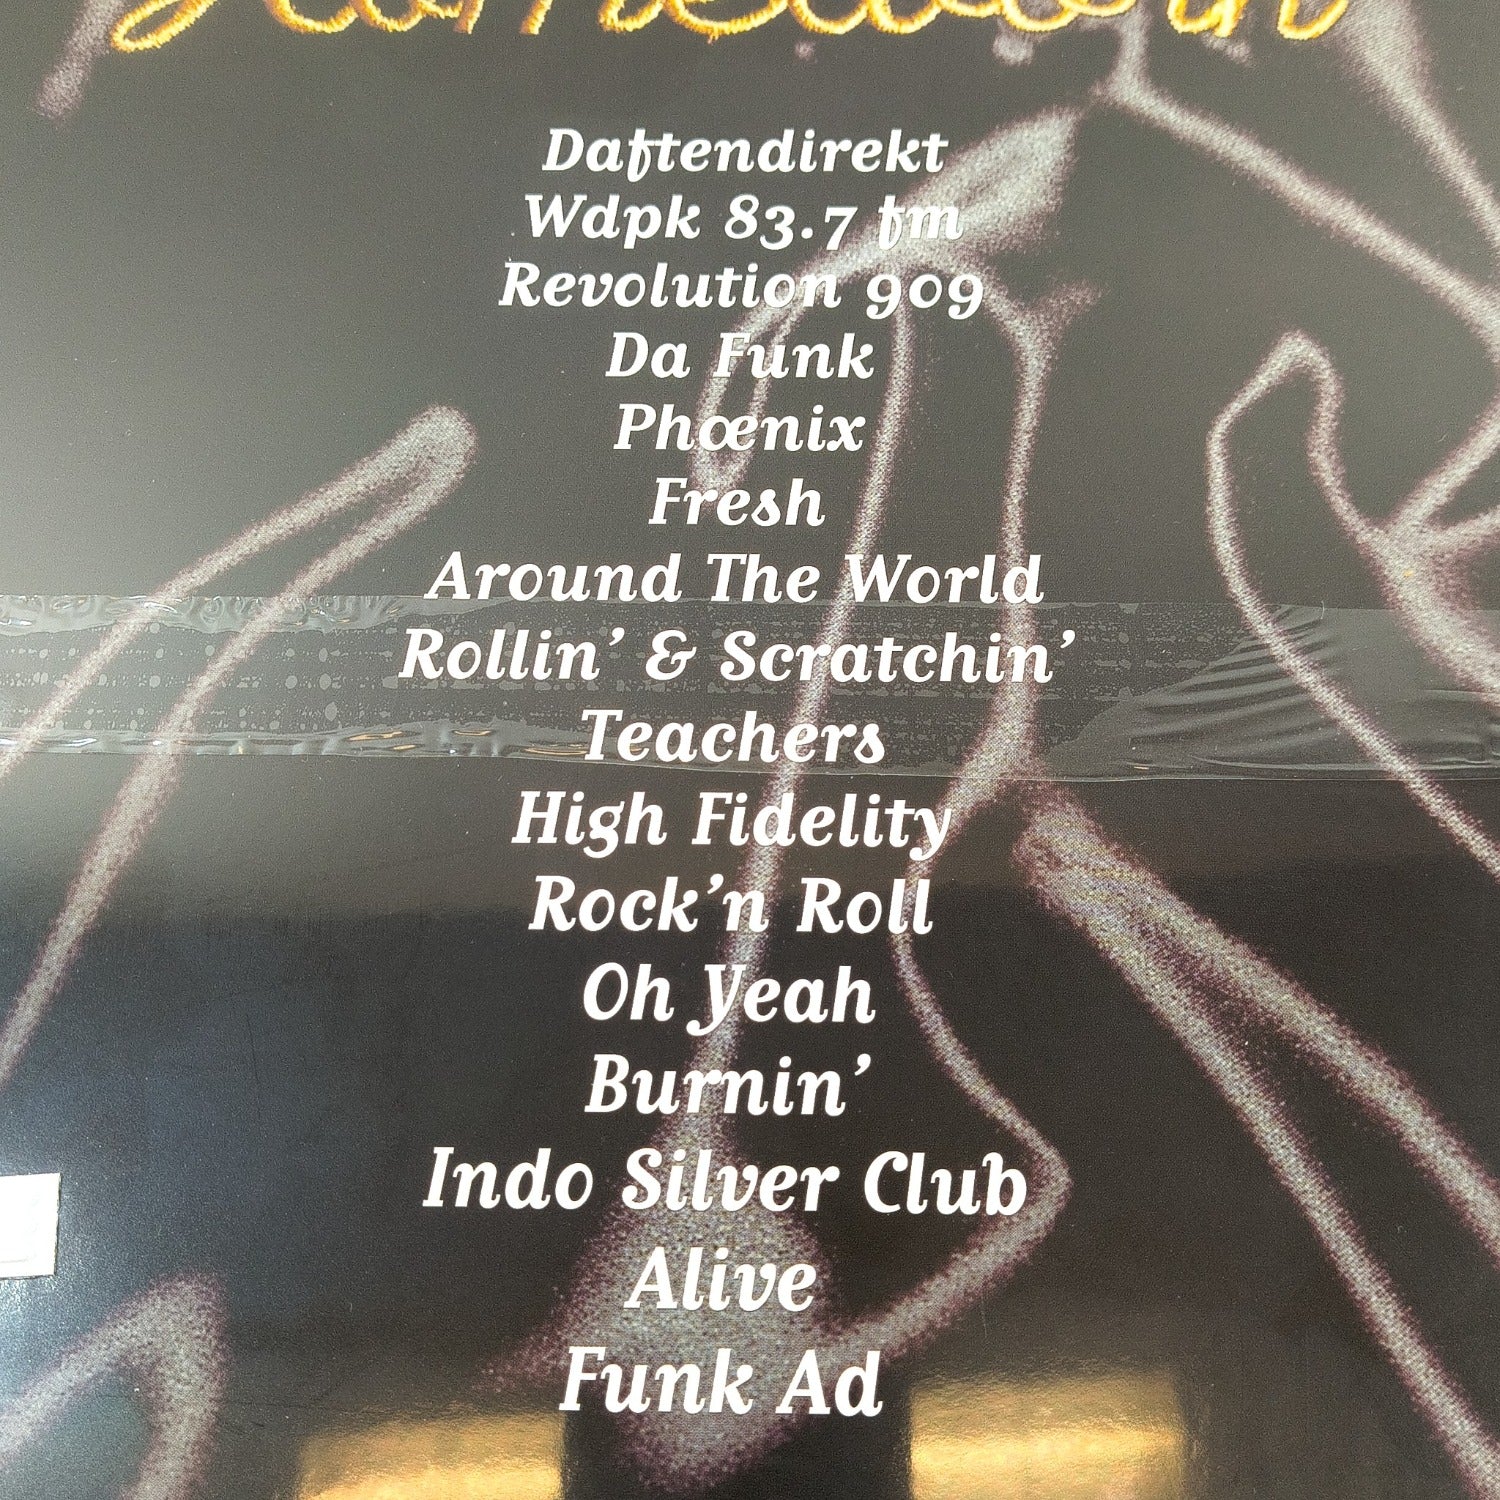 Homework
Daftendirekt
Wdpk 83.7 fm
Revolution 909
Da Funk
Phœnix
Fresh
Around The World
Rollin’ & Scratchin’
Teachers
High Fidelity
Rock’n Roll
Oh Yeah
Burnin’
Indo Silver Club
Alive
Funk Ad